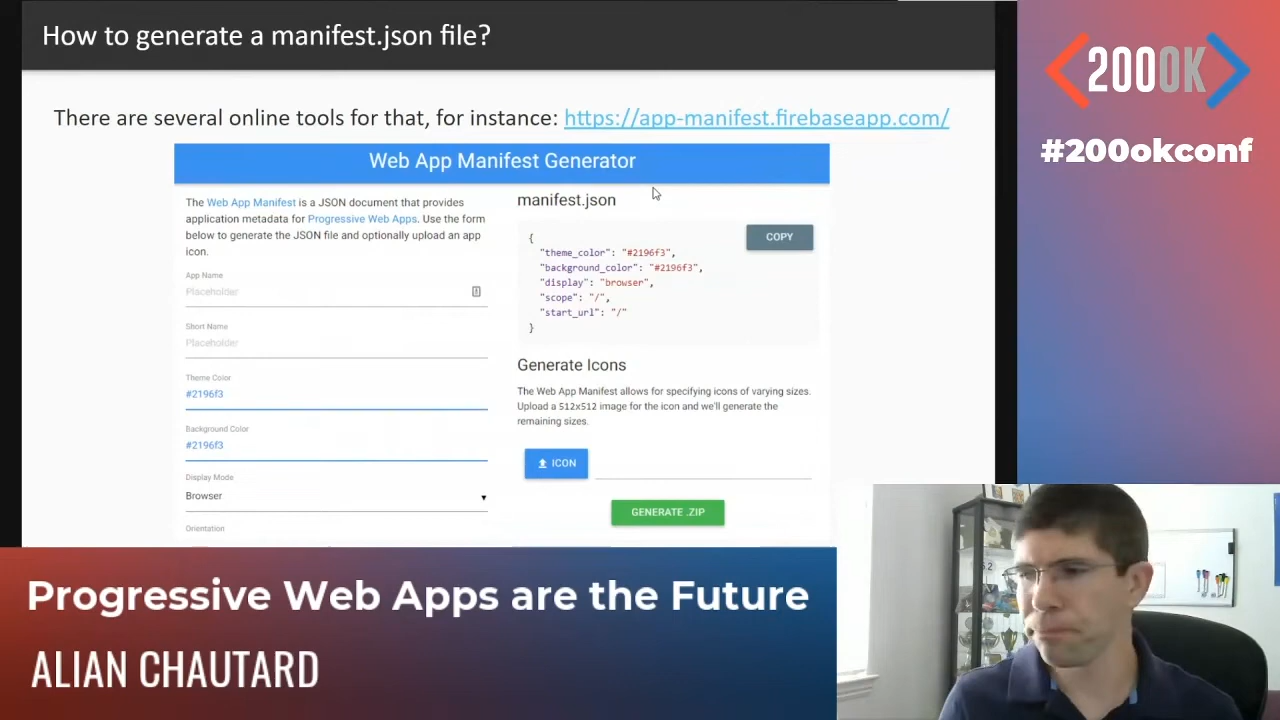 How to generate a manifest.json file?
There are several online tools for that, for instance: https://app-manifest.firebaseapp.com/
Web App Manifest Generator
The Web App Manifest is a JSON document that provides
application metadata for Progressive Web Apps. Use the form
below to generate the JSON file and optionally upload an app
icon.
App Name
Placeholder
Short Name
Placeholder
Theme Color
#2196f3
Background Color
#2196f3
Display Mode
Browser
Orientation
manifest.json
COPY
{
"theme_color": "#2196f3",
"background_color": "#2196f3",
"display": "browser",
"scope": "/",
"start_url": "/"
}
Generate Icons
The Web App Manifest allows for specifying icons of varying sizes.
Upload a 512x512 image for the icon and we'll generate the
remaining sizes.
ICON
GENERATE .ZIP
<200OK>
#200okconf
Progressive Web Apps are the Future
ALIAN CHAUTARD